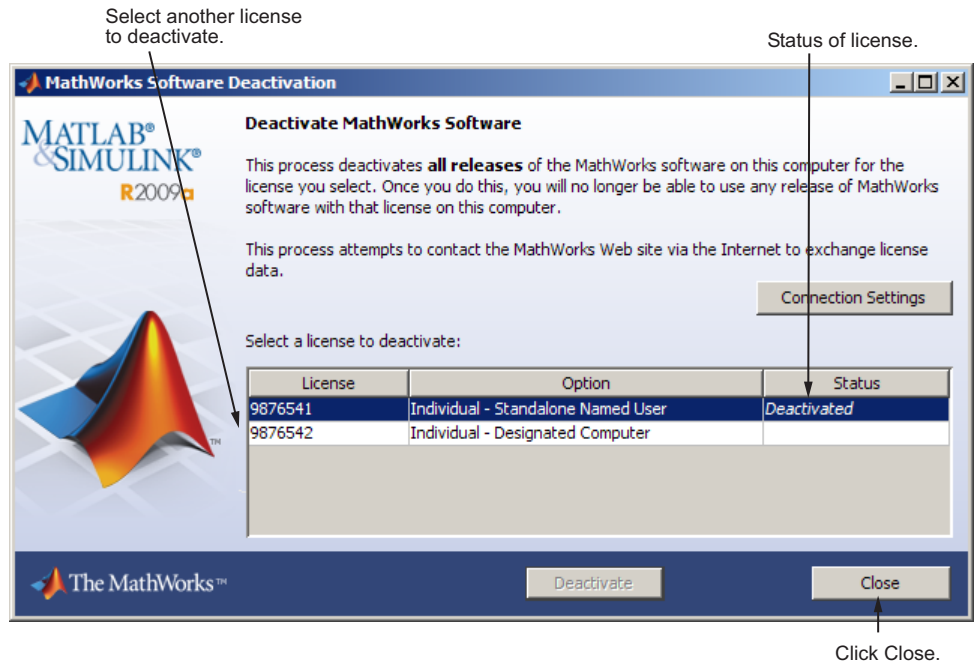 Select another license
to deactivate.
Status of license.
MathWorks Software Deactivation
MATLAB®
&SIMULINK®
R2009a
Deactivate MathWorks Software
This process deactivates all releases of the MathWorks software on this computer for the
license you select. Once you do this, you will no longer be able to use any release of MathWorks
software with that license on this computer.
This process attempts to contact the MathWorks Web site via the Internet to exchange license
data.
Connection Settings
Select a license to deactivate:
License Option Status
9876541 Individual - Standalone Named User Deactivated
9876542 Individual - Designated Computer
TM
The MathWorks™
Deactivate
Close
Click Close.